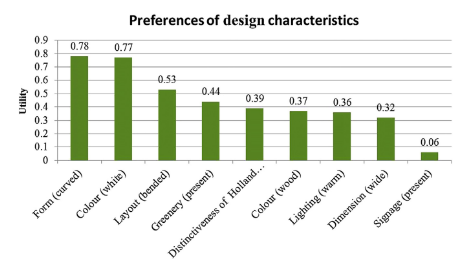 Preferences of design characteristics
Utility
0.9
0.8
0.7
0.6
0.5
0.4
0.3
0.2
0.1
0
0.78
0.77
0.53
0.44
0.39
0.37
0.36
0.32
0.06
Form (curved)
Colour (white)
Layout (bended)
Greenery (present)
Distinctiveness of Holland…
Colour (wood)
Lighting (warm)
Dimension (wide)
Signage (present)